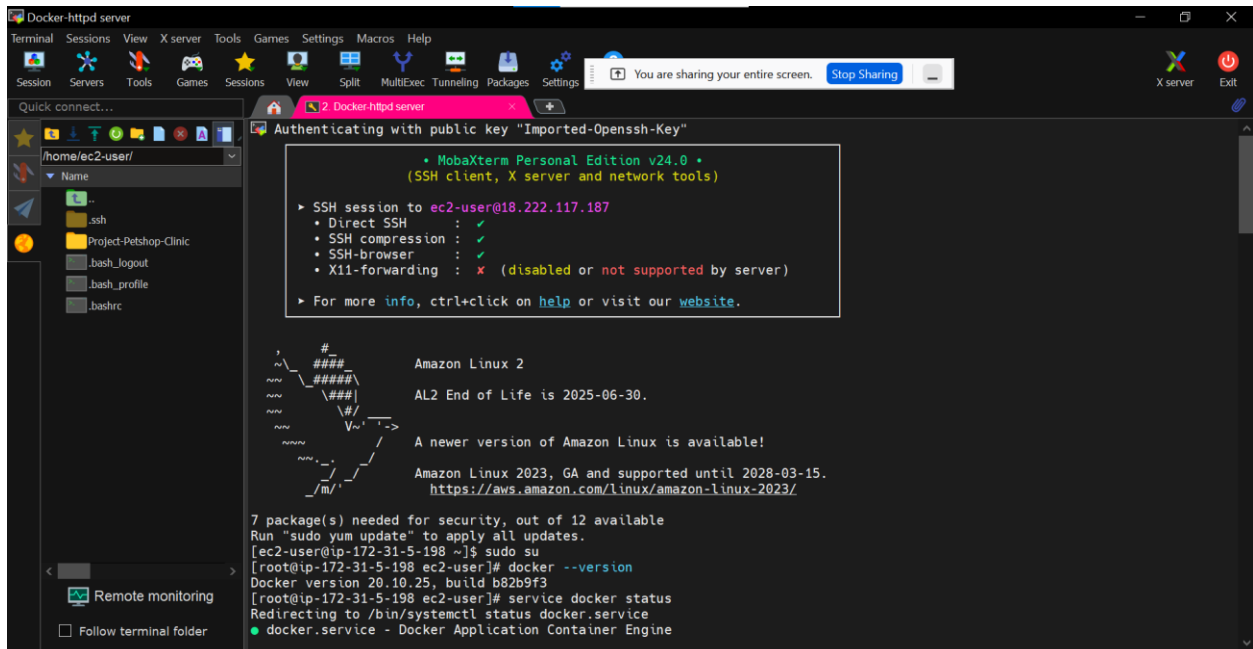 Docker-httpd server
Terminal Sessions View X server Tools Games Settings Macros Help
Session Servers Tools Games Sessions View Split MultiExec Tunneling Packages Settings
You are sharing your entire screen. Stop Sharing
X server Exit
Quick connect...
2. Docker-httpd server
/home/ec2-user/
Name
..
.ssh
Project-Petshop-Clinic
.bash_logout
.bash_profile
.bashrc
Remote monitoring
Follow terminal folder
Authenticating with public key "Imported-Openssh-Key"
• MobaXterm Personal Edition v24.0 •
(SSH client, X server and network tools)
➤ SSH session to ec2-user@18.222.117.187
• Direct SSH : ✔
• SSH compression : ✔
• SSH-browser : ✔
• X11-forwarding : ✘ (disabled or not supported by server)
➤ For more info, ctrl+click on help or visit our website.
, #_
~\_ ####_ Amazon Linux 2
~~ \_#####\
~~ \###| AL2 End of Life is 2025-06-30.
~~ \#/ ___
~~ V~' '->
~~~ / A newer version of Amazon Linux is available!
~~._. _/
_/ _/ Amazon Linux 2023, GA and supported until 2028-03-15.
_/m/' https://aws.amazon.com/linux/amazon-linux-2023/
7 package(s) needed for security, out of 12 available
Run "sudo yum update" to apply all updates.
[ec2-user@ip-172-31-5-198 ~]$ sudo su
[root@ip-172-31-5-198 ec2-user]# docker --version
Docker version 20.10.25, build b82b9f3
[root@ip-172-31-5-198 ec2-user]# service docker status
Redirecting to /bin/systemctl status docker.service
● docker.service - Docker Application Container Engine